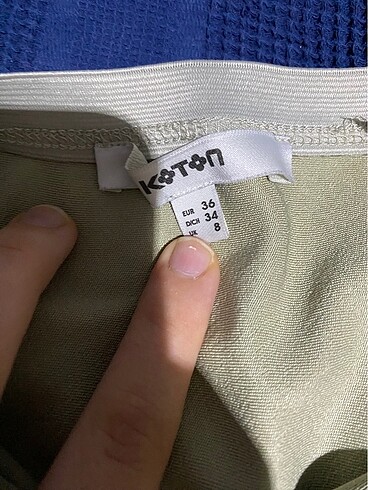 KOTON
EUR 36
D/CH 34
UK 8